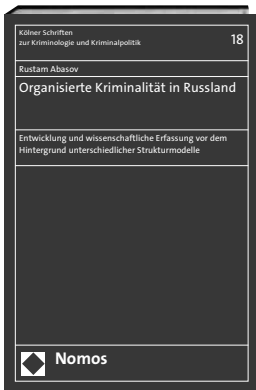 Kölner Schriften
zur Kriminologie und Kriminalpolitik
18
Rustam Abasov
Organisierte Kriminalität in Russland
Entwicklung und wissenschaftliche Erfassung vor dem
Hintergrund unterschiedlicher Strukturmodelle
Nomos